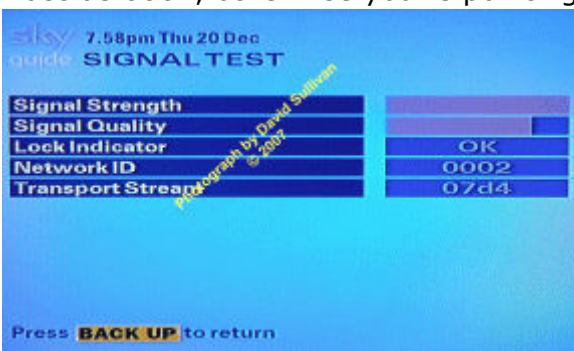 sky 7.58pm Thu 20 Dec
guide SIGNAL TEST
Signal Strength
Signal Quality
Lock Indicator OK
Network ID 0002
Transport Stream 07d4
Photograph by David Sullivan
© 2007
Press BACK UP to return